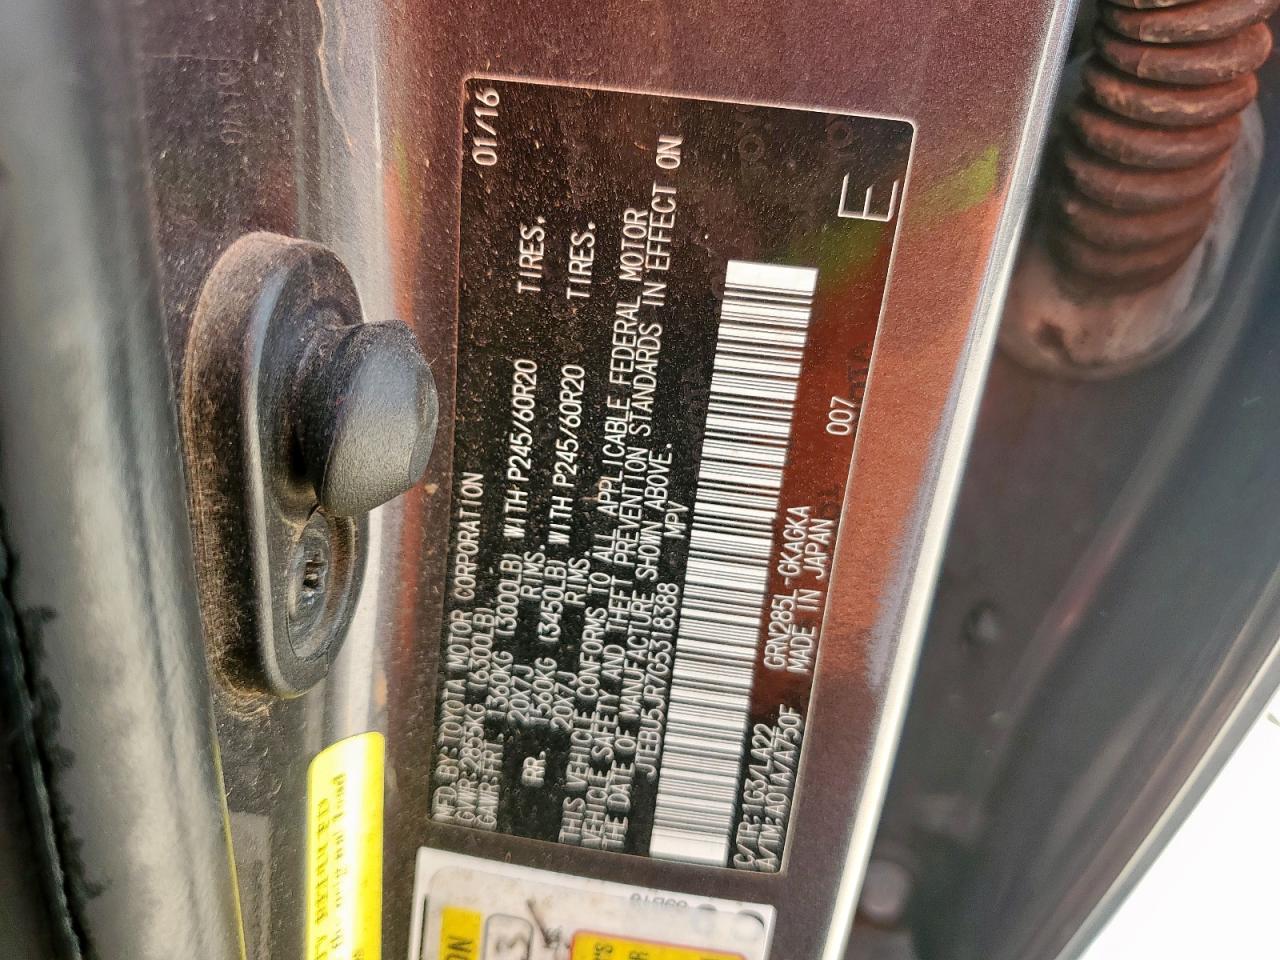 MFD. BY: TOYOTA MOTOR CORPORATION 01/16
GVWR: 2855KG (6300LB)
GAWR: FRT. 1360KG (3000LB) WITH P245/60R20 TIRES.
20X7J RIMS.
RR. 1560KG (3450LB) WITH P245/60R20 TIRES.
20X7J RIMS.
THIS VEHICLE CONFORMS TO ALL APPLICABLE FEDERAL MOTOR
VEHICLE SAFETY AND THEFT PREVENTION STANDARDS IN EFFECT ON
THE DATE OF MANUFACTURE SHOWN ABOVE.
JTEBU5JR7G5318388 MPV
C/TR: 1G3/LA22 GRN285L-GKAGKA 007
A/TM: A01A/A750F MADE IN JAPAN
E